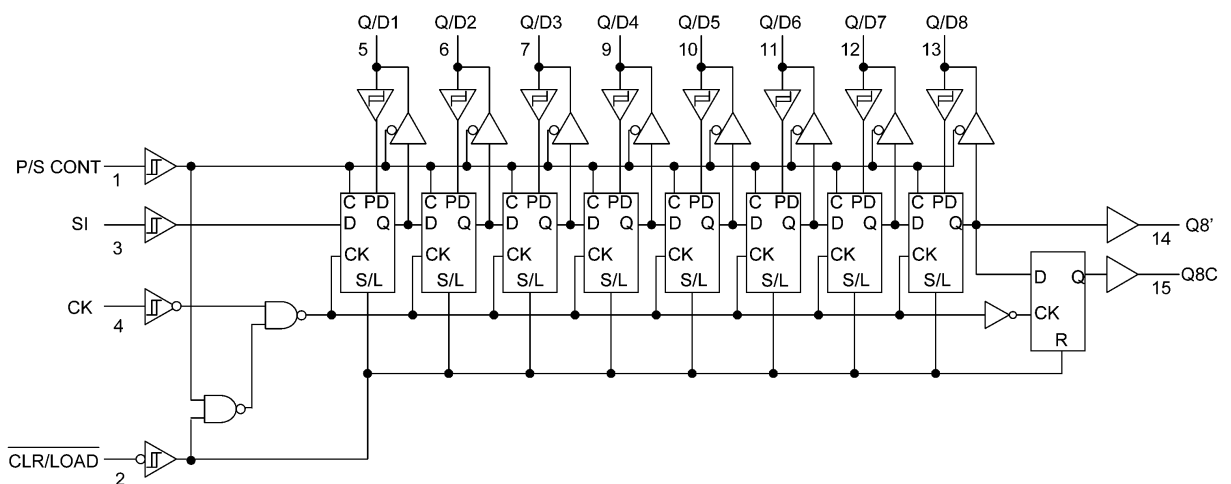 Q/D1 Q/D2 Q/D3 Q/D4 Q/D5 Q/D6 Q/D7 Q/D8
5 6 7 9 10 11 12 13
P/S CONT 1
C PD C PD C PD C PD C PD C PD C PD C PD
SI 3
D Q D Q D Q D Q D Q D Q D Q D Q
14 Q8'
CK CK CK CK CK CK CK CK
D Q
15 Q8C
S/L S/L S/L S/L S/L S/L S/L S/L
CK 4
CK
R
CLR/LOAD 2